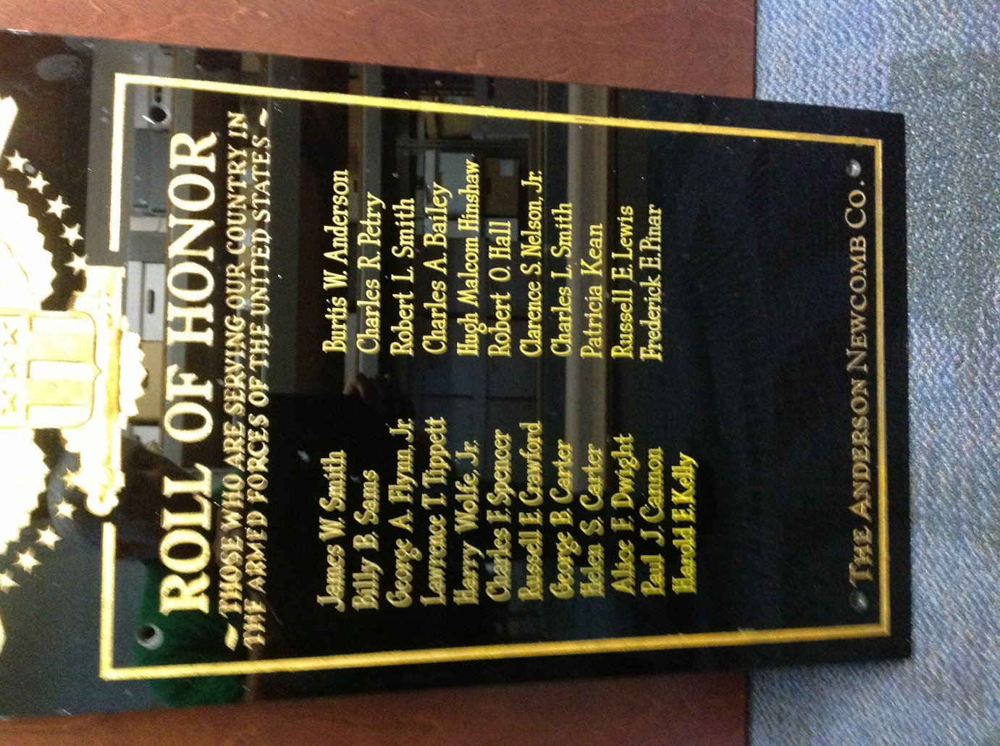 ROLL OF HONOR
~ THOSE WHO ARE SERVING OUR COUNTRY IN
THE ARMED FORCES OF THE UNITED STATES ~
James W. Smith
Billy B. Sams
George A. Flynn, Jr.
Lawrence T. Tippett
Harry Wolfe, Jr.
Charles F. Spencer
Russell E. Crawford
George B. Carter
Helen S. Carter
Alice F. Dwight
Paul J. Cannon
Harold E. Kelly
Burtis W. Anderson
Charles R. Petry
Robert L. Smith
Charles A. Bailey
Hugh Malcom Hinshaw
Robert O. Hall
Clarence S. Nelson, Jr.
Charles L. Smith
Patricia Kean
Russell E. Lewis
Frederick E. Pinar
THE ANDERSON NEWCOMB CO.